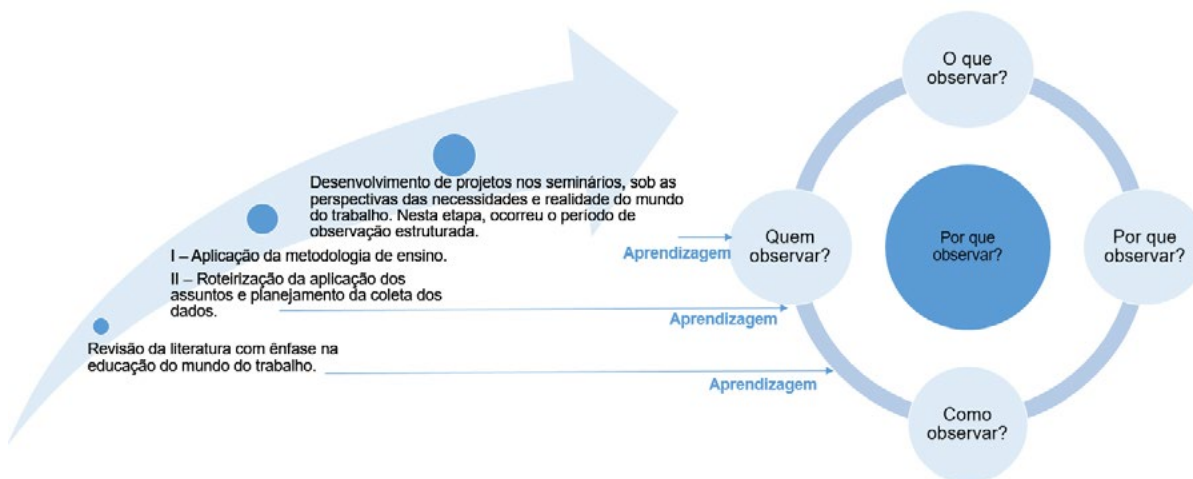 Desenvolvimento de projetos nos seminários, sob as
perspectivas das necessidades e realidade do mundo
do trabalho. Nesta etapa, ocorreu o período de
observação estruturada.
I – Aplicação da metodologia de ensino.
II – Roteirização da aplicação dos
assuntos e planejamento da coleta dos
dados.
Revisão da literatura com ênfase na
educação do mundo do trabalho.
Aprendizagem
Aprendizagem
Aprendizagem
O que
observar?
Quem
observar?
Por que
observar?
Por que
observar?
Como
observar?